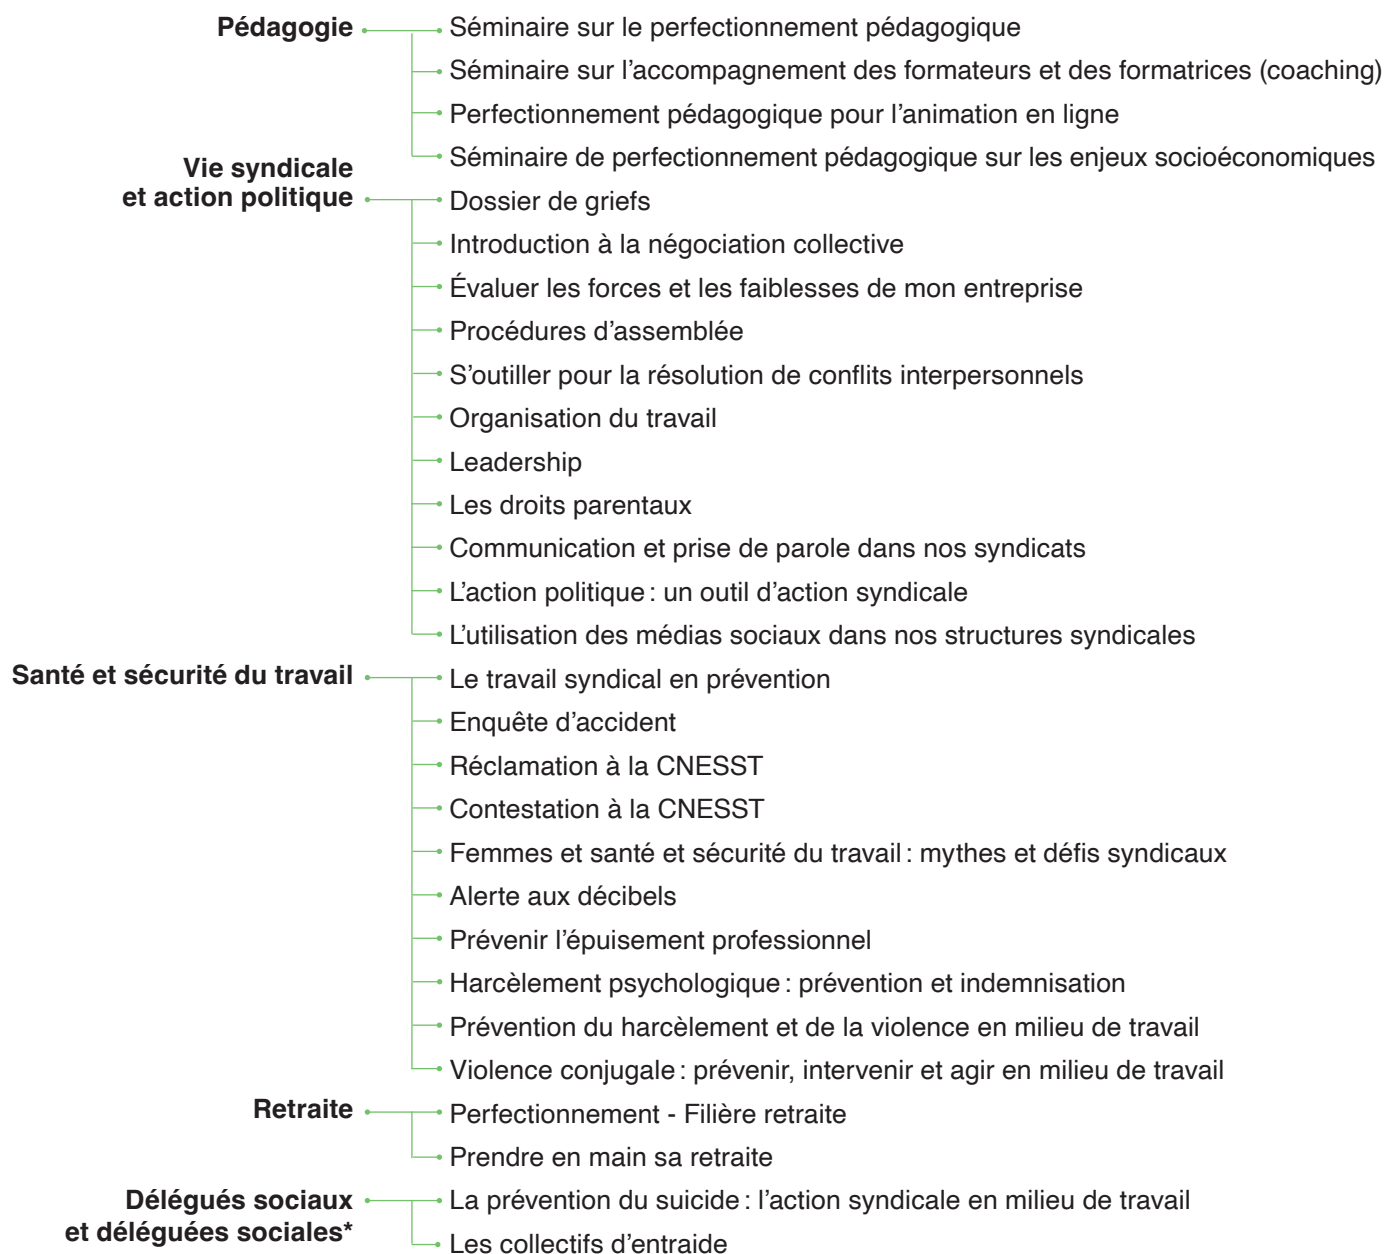 Pédagogie
Séminaire sur le perfectionnement pédagogique
Séminaire sur l'accompagnement des formateurs et des formatrices (coaching)
Perfectionnement pédagogique pour l'animation en ligne
Séminaire de perfectionnement pédagogique sur les enjeux socioéconomiques
Vie syndicale
et action politique
Dossier de griefs
Introduction à la négociation collective
Évaluer les forces et les faiblesses de mon entreprise
Procédures d'assemblée
S'outiller pour la résolution de conflits interpersonnels
Organisation du travail
Leadership
Les droits parentaux
Communication et prise de parole dans nos syndicats
L'action politique : un outil d'action syndicale
L'utilisation des médias sociaux dans nos structures syndicales
Santé et sécurité du travail
Le travail syndical en prévention
Enquête d'accident
Réclamation à la CNESST
Contestation à la CNESST
Femmes et santé et sécurité du travail : mythes et défis syndicaux
Alerte aux décibels
Prévenir l'épuisement professionnel
Harcèlement psychologique : prévention et indemnisation
Prévention du harcèlement et de la violence en milieu de travail
Violence conjugale : prévenir, intervenir et agir en milieu de travail
Retraite
Perfectionnement - Filière retraite
Prendre en main sa retraite
Délégués sociaux
et déléguées sociales*
La prévention du suicide : l'action syndicale en milieu de travail
Les collectifs d'entraide